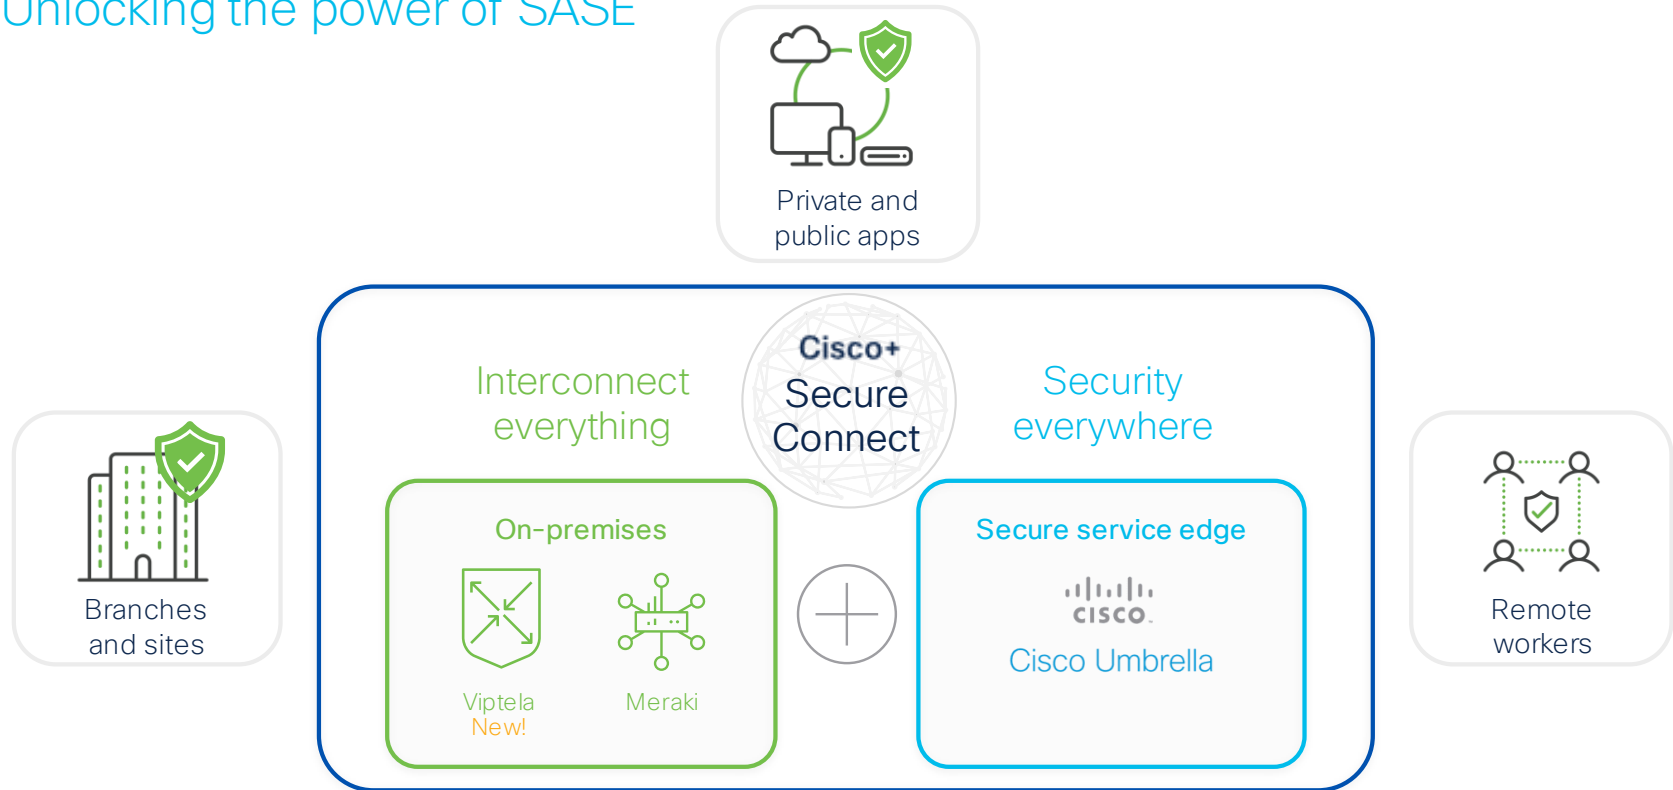 Unlocking the power of SASE
Private and
public apps
Cisco+
Secure
Connect
Interconnect
everything
Security
everywhere
Branches
and sites
On-premises
Viptela
New!
Meraki
Secure service edge
CISCO
Cisco Umbrella
Remote
workers